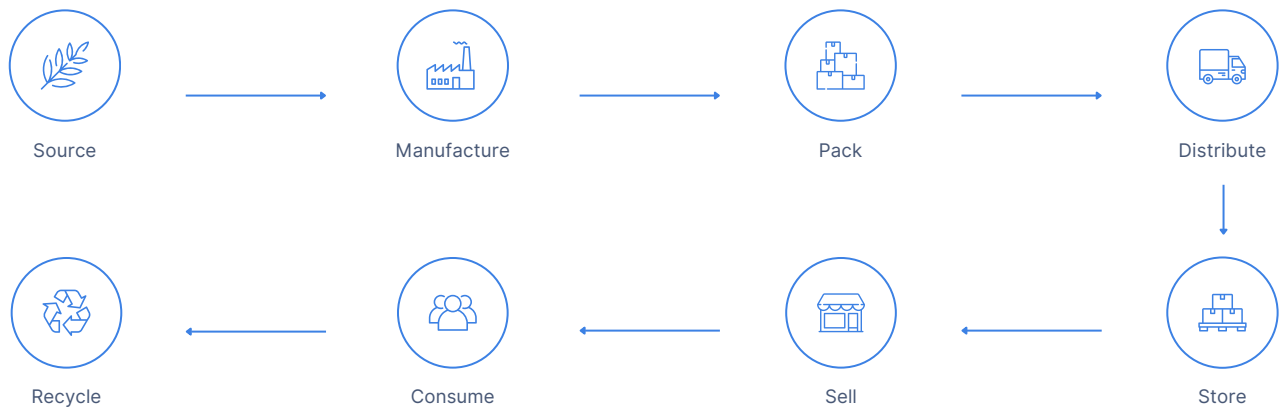 Source
Manufacture
Pack
Distribute
Store
Sell
Consume
Recycle